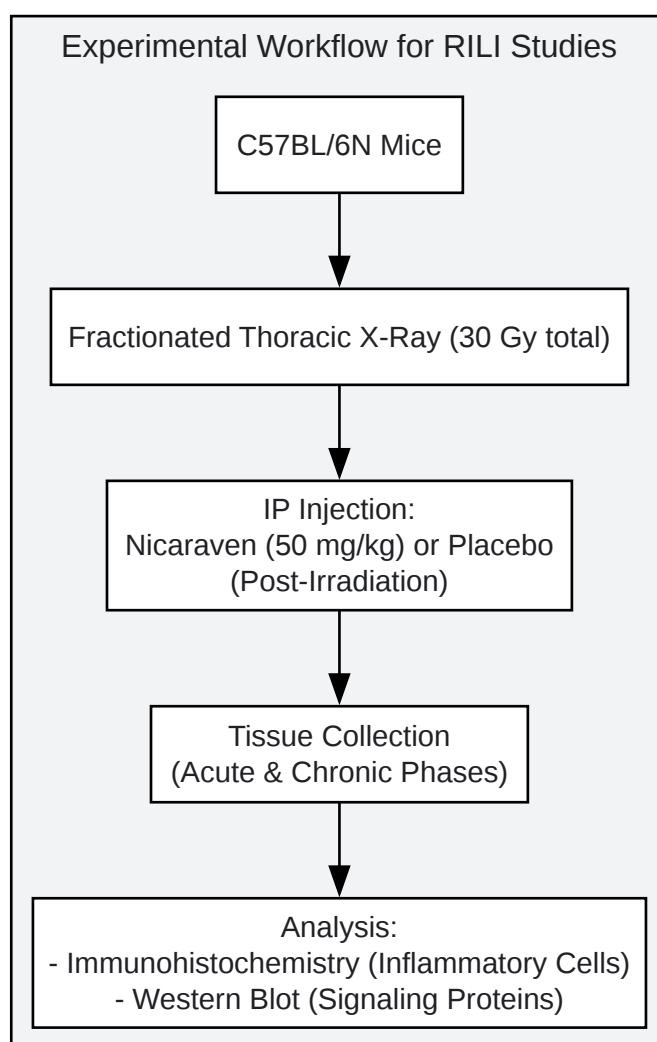 Experimental Workflow for RILI Studies
C57BL/6N Mice
Fractionated Thoracic X-Ray (30 Gy total)
IP Injection:
Nicaraven (50 mg/kg) or Placebo
(Post-Irradiation)
Tissue Collection
(Acute & Chronic Phases)
Analysis:
- Immunohistochemistry (Inflammatory Cells)
- Western Blot (Signaling Proteins)